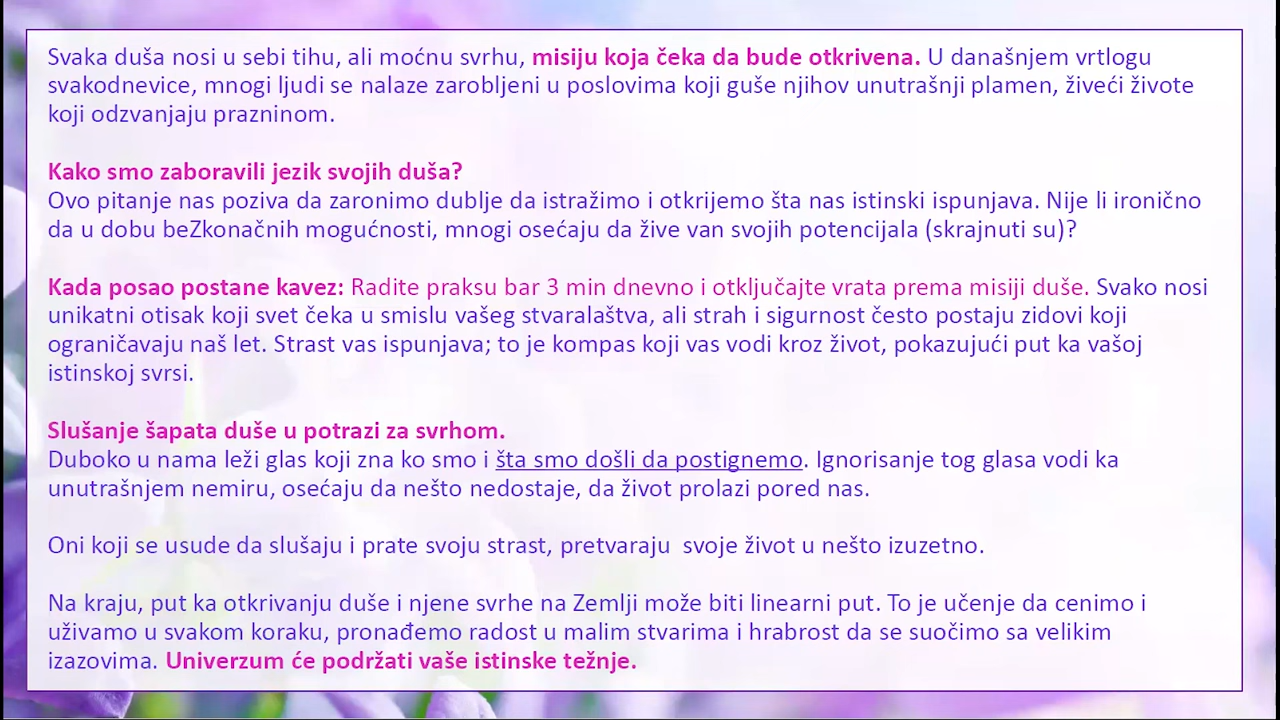 Svaka duša nosi u sebi tihu, ali moćnu svrhu, misiju koja čeka da bude otkrivena. U današnjem vrtlogu
svakodnevice, mnogi ljudi se nalaze zarobljeni u poslovima koji guše njihov unutrašnji plamen, živeći živote
koji odzvanjaju prazninom.
Kako smo zaboravili jezik svojih duša?
Ovo pitanje nas poziva da zaronimo dublje da istražimo i otkrijemo šta nas istinski ispunjava. Nije li ironično
da u dobu beZkonačnih mogućnosti, mnogi osećaju da žive van svojih potencijala (skrajnuti su)?
Kada posao postane kavez: Radite praksu bar 3 min dnevno i otključajte vrata prema misiji duše. Svako nosi
unikatni otisak koji svet čeka u smislu vašeg stvaralaštva, ali strah i sigurnost često postaju zidovi koji
ograničavaju naš let. Strast vas ispunjava; to je kompas koji vas vodi kroz život, pokazujući put ka vašoj
istinskoj svrsi.
Slušanje šapata duše u potrazi za svrhom.
Duboko u nama leži glas koji zna ko smo i šta smo došli da postignemo. Ignorisanje tog glasa vodi ka
unutrašnjem nemiru, osećaju da nešto nedostaje, da život prolazi pored nas.
Oni koji se usude da slušaju i prate svoju strast, pretvaraju  svoje život u nešto izuzetno.
Na kraju, put ka otkrivanju duše i njene svrhe na Zemlji može biti linearni put. To je učenje da cenimo i
uživamo u svakom koraku, pronađemo radost u malim stvarima i hrabrost da se suočimo sa velikim
izazovima. Univerzum će podržati vaše istinske težnje.